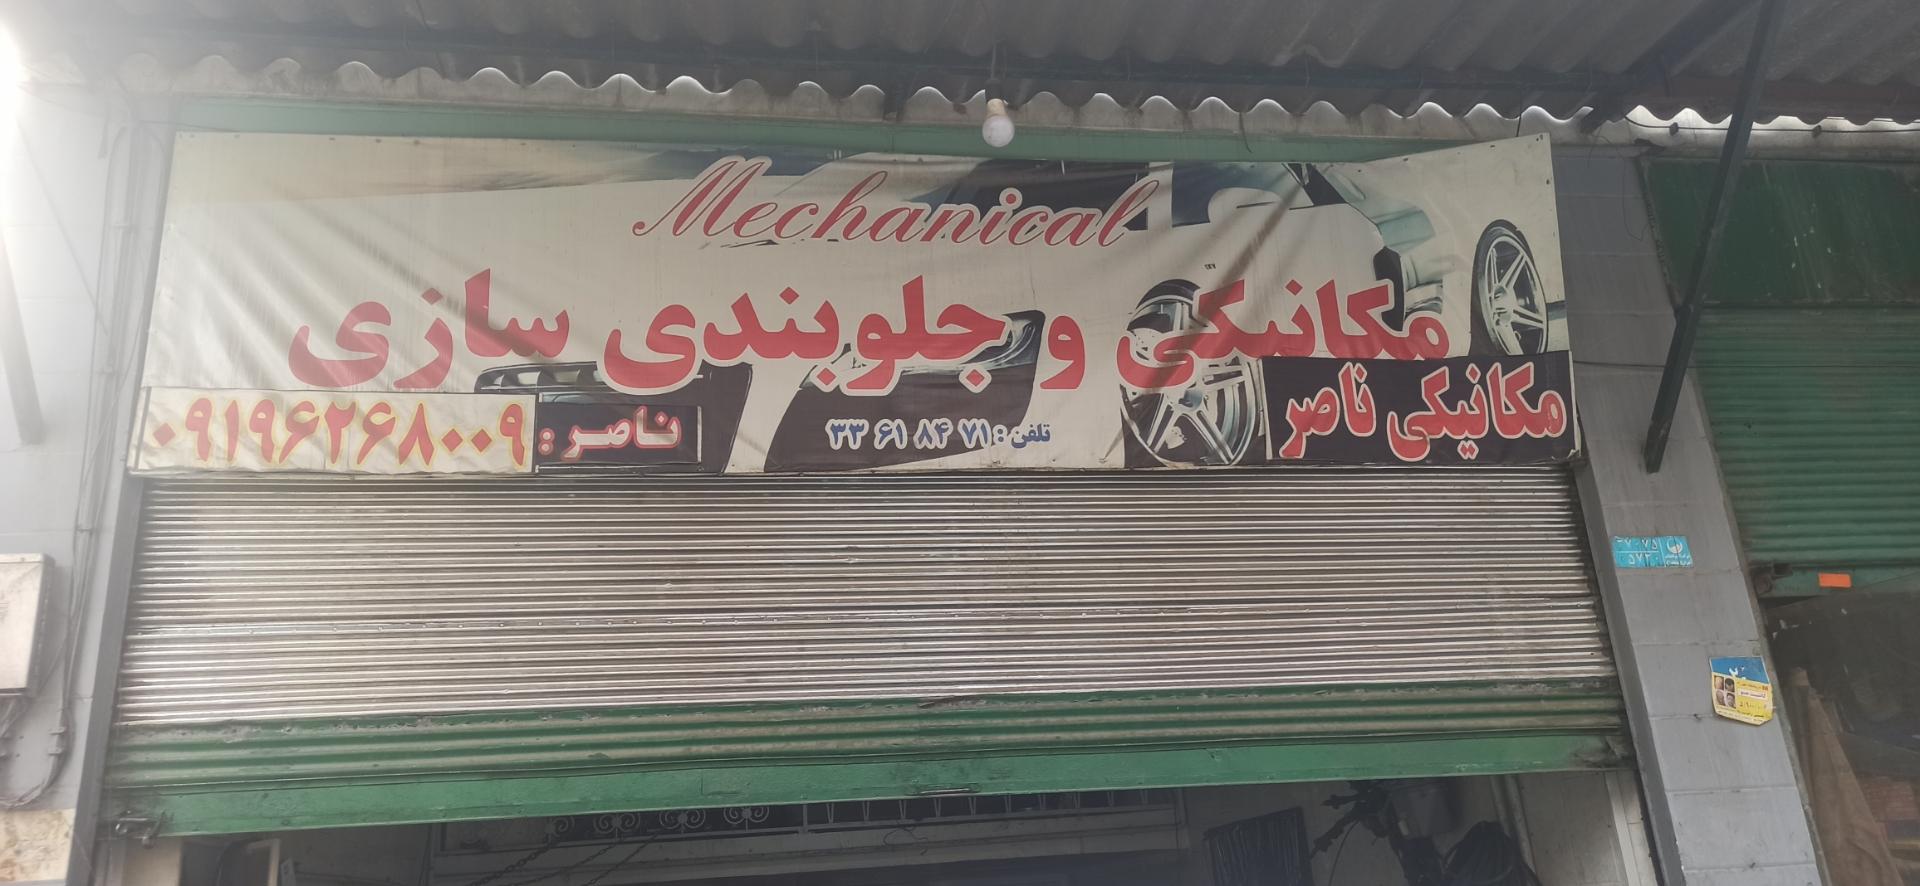 Mechanical
مکانیکی و جلوبندی سازی
مکانیکی ناصر
تلفن : ۳۳ ۶۱ ۸۴ ۷۱
ناصر : ۰۹۱۹۶۲۶۸۰۰۹